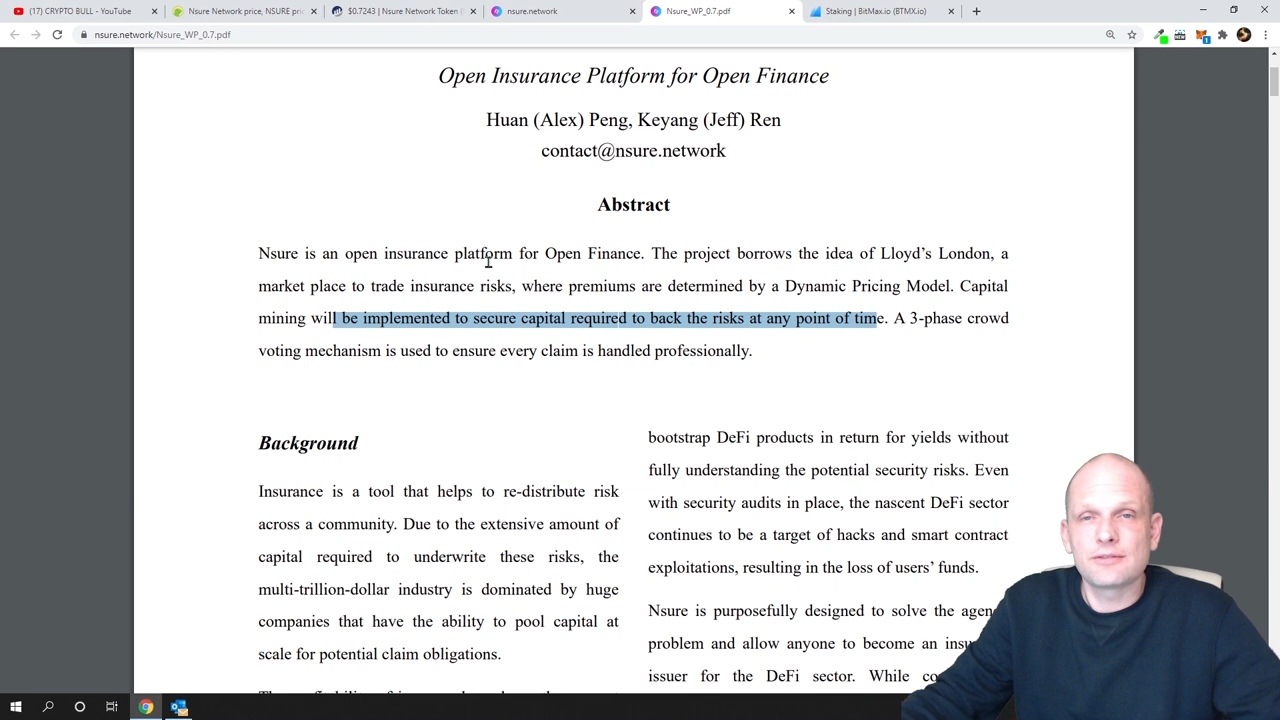 (17) CRYPTO BULL - YouTube
Nsure Network price, NSURE pric
$0.7243 | Nsure Network Token (
nsure.network
Nsure_WP_0.7.pdf
Staking | BitMax.io (BTMX.io)
nsure.network/Nsure_WP_0.7.pdf
Open Insurance Platform for Open Finance
Huan (Alex) Peng, Keyang (Jeff) Ren
contact@nsure.network
Abstract
Nsure is an open insurance platform for Open Finance. The project borrows the idea of Lloyd’s London, a
market place to trade insurance risks, where premiums are determined by a Dynamic Pricing Model. Capital
mining will be implemented to secure capital required to back the risks at any point of time. A 3-phase crowd
voting mechanism is used to ensure every claim is handled professionally.
Background
Insurance is a tool that helps to re-distribute risk
across a community. Due to the extensive amount of
capital required to underwrite these risks, the
multi-trillion-dollar industry is dominated by huge
companies that have the ability to pool capital at
scale for potential claim obligations.
bootstrap DeFi products in return for yields without
fully understanding the potential security risks. Even
with security audits in place, the nascent DeFi sector
continues to be a target of hacks and smart contract
exploitations, resulting in the loss of users’ funds.
Nsure is purposefully designed to solve the agen
problem and allow anyone to become an ins
issuer for the DeFi sector. While co